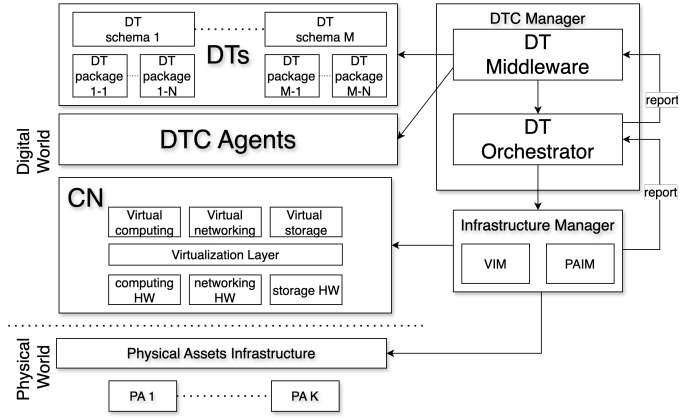 DT
schema 1
DTs
DT
schema M
DT
package
1-1
DT
package
1-N
DT
package
M-1
DT
package
M-N
DTC Manager
DT
Middleware
DT
Orchestrator
report
report
Digital
World
DTC Agents
CN
Virtual
computing
Virtual
networking
Virtual
storage
Virtualization Layer
computing
HW
networking
HW
storage HW
Infrastructure Manager
VIM
PAIM
Physical
World
Physical Assets Infrastructure
PA 1
PA K